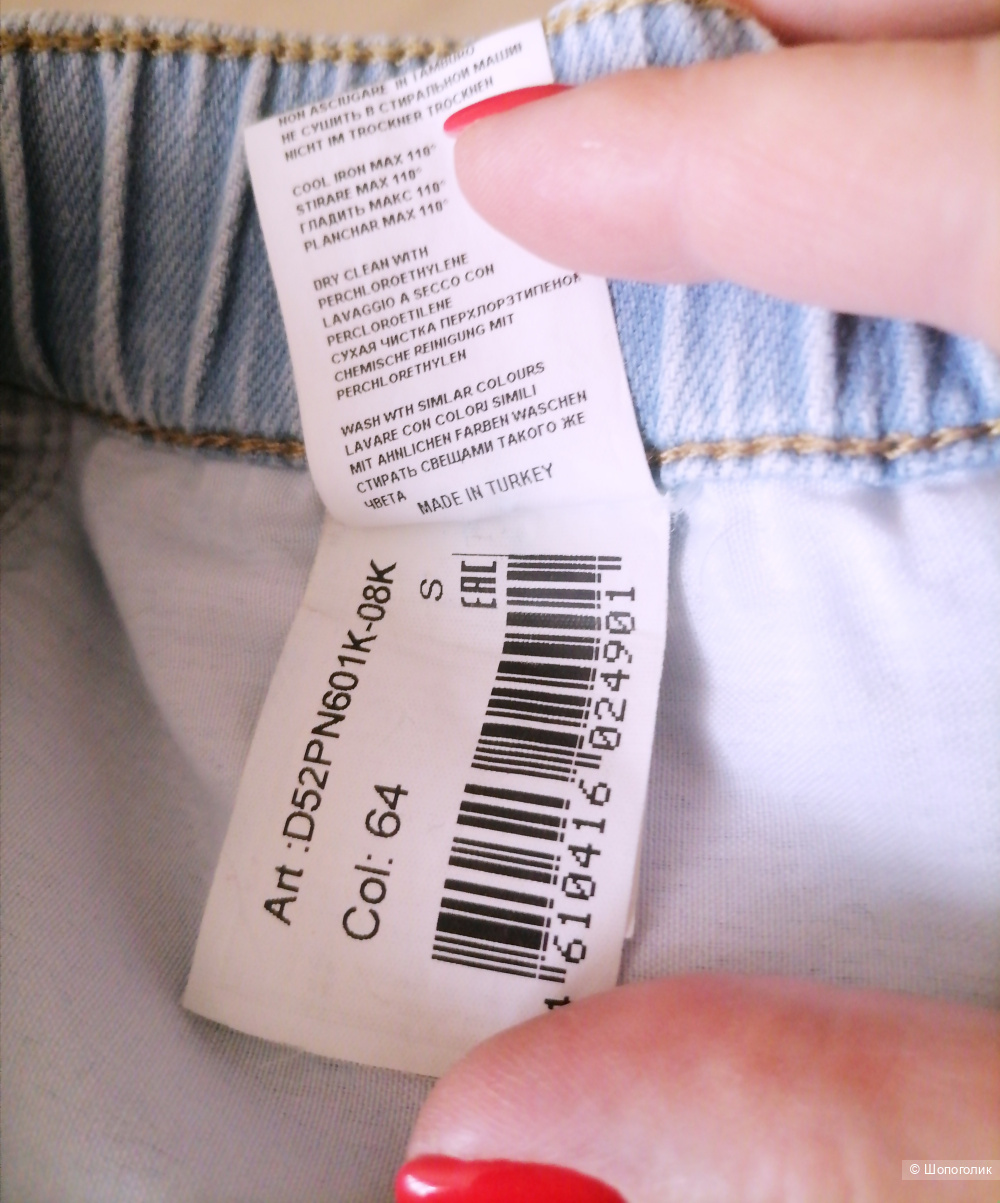 NON ASCIUGARE IN TAMBURO
НЕ СУШИТЬ В СТИРАЛЬНОЙ МАШИН
NICHT IM TROCKNER TROCKNEN
COOL IRON MAX 110°
STIRARE MAX 110°
ГЛАДИТЬ МАКС 110°
PLANCHAR MAX 110°
DRY CLEAN WITH
PERCHLOROETHYLENE
LAVAGGIO A SECCO CON
PERCLOROETILENE
СУХАЯ ЧИСТКА ПЕРХЛОРЗТИПЕНОК
CHEMISCHE REINIGUNG MIT
PERCHLORETHYLEN
WASH WTH SIMLAR COLOURS
LAVARE CON COLORJ SIMILI
MIT AHNLICHEN FARBEN WASCHEN
СТИРАТЬ СВЕЩАМИ ТАКОГО ЖЕ
ЧВЕТА MADE IN TURKEY
Art :D52PN601K-08K
Col: 64
S
EAC
610416 024901
© Шопоголик